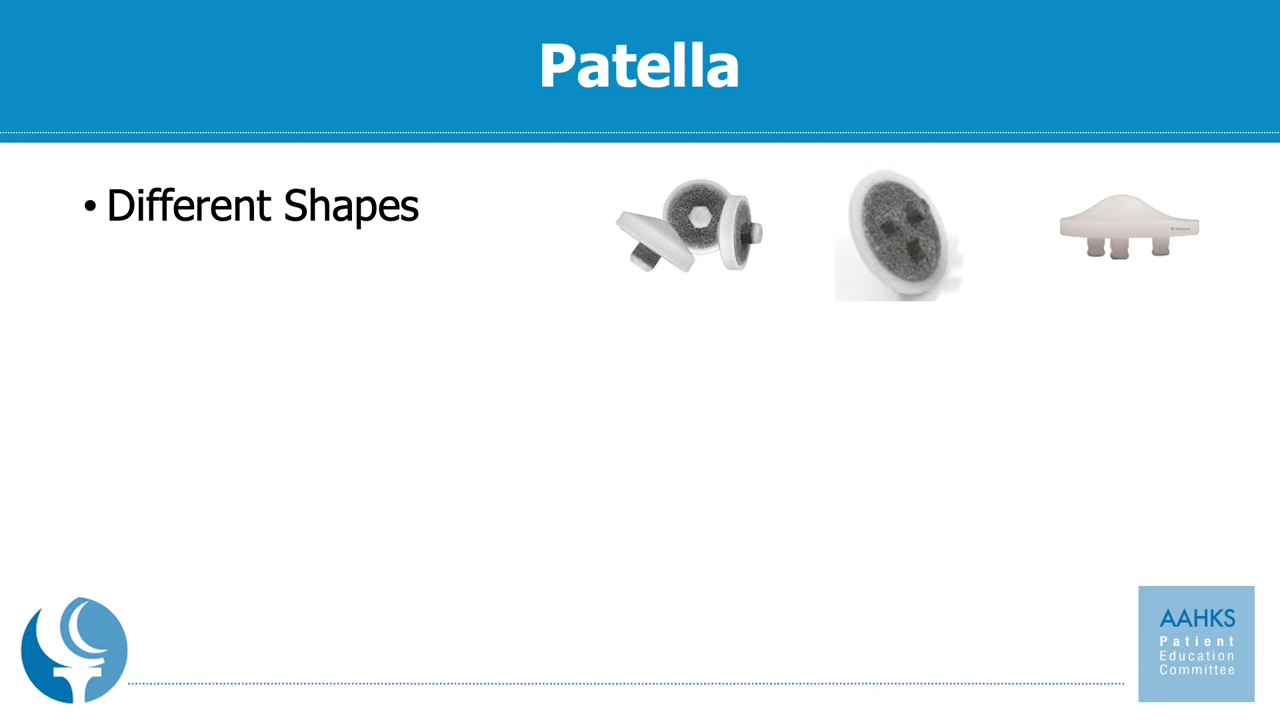 Patella
• Different Shapes
AAHKS
Patient
Education
Committee